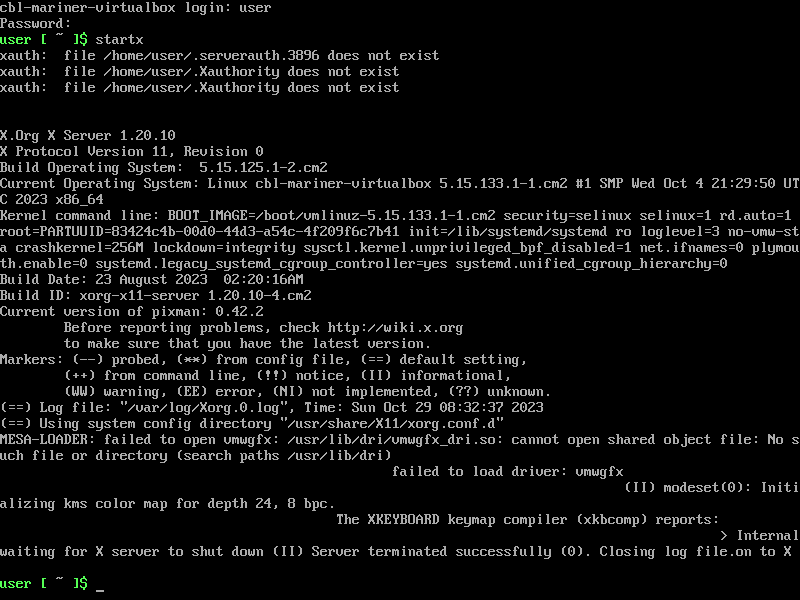 cbl-mariner-virtualbox login: user
Password:
user [ ~ ]$ startx
xauth:  file /home/user/.serverauth.3896 does not exist
xauth:  file /home/user/.Xauthority does not exist
xauth:  file /home/user/.Xauthority does not exist
X.Org X Server 1.20.10
X Protocol Version 11, Revision 0
Build Operating System:  5.15.125.1-2.cm2
Current Operating System: Linux cbl-mariner-virtualbox 5.15.133.1-1.cm2 #1 SMP Wed Oct 4 21:29:50 UT
C 2023 x86_64
Kernel command line: BOOT_IMAGE=/boot/vmlinuz-5.15.133.1-1.cm2 security=selinux selinux=1 rd.auto=1
root=PARTUUID=83424c4b-00d0-44d3-a54c-4f209f6c7b41 init=/lib/systemd/systemd ro loglevel=3 no-vmw-st
a crashkernel=256M lockdown=integrity sysctl.kernel.unprivileged_bpf_disabled=1 net.ifnames=0 plymou
th.enable=0 systemd.legacy_systemd_cgroup_controller=yes systemd.unified_cgroup_hierarchy=0
Build Date: 23 August 2023  02:20:16AM
Build ID: xorg-x11-server 1.20.10-4.cm2
Current version of pixman: 0.42.2
        Before reporting problems, check http://wiki.x.org
        to make sure that you have the latest version.
Markers: (--) probed, (**) from config file, (==) default setting,
        (++) from command line, (!!) notice, (II) informational,
        (WW) warning, (EE) error, (NI) not implemented, (??) unknown.
(==) Log file: "/var/log/Xorg.0.log", Time: Sun Oct 29 08:32:37 2023
(==) Using system config directory "/usr/share/X11/xorg.conf.d"
MESA-LOADER: failed to open vmwgfx: /usr/lib/dri/vmwgfx_dri.so: cannot open shared object file: No s
uch file or directory (search paths /usr/lib/dri)
failed to load driver: vmwgfx
(II) modeset(0): Initi
alizing kms color map for depth 24, 8 bpc.
The XKEYBOARD keymap compiler (xkbcomp) reports:
> Internal
waiting for X server to shut down (II) Server terminated successfully (0). Closing log file.on to X
user [ ~ ]$ _